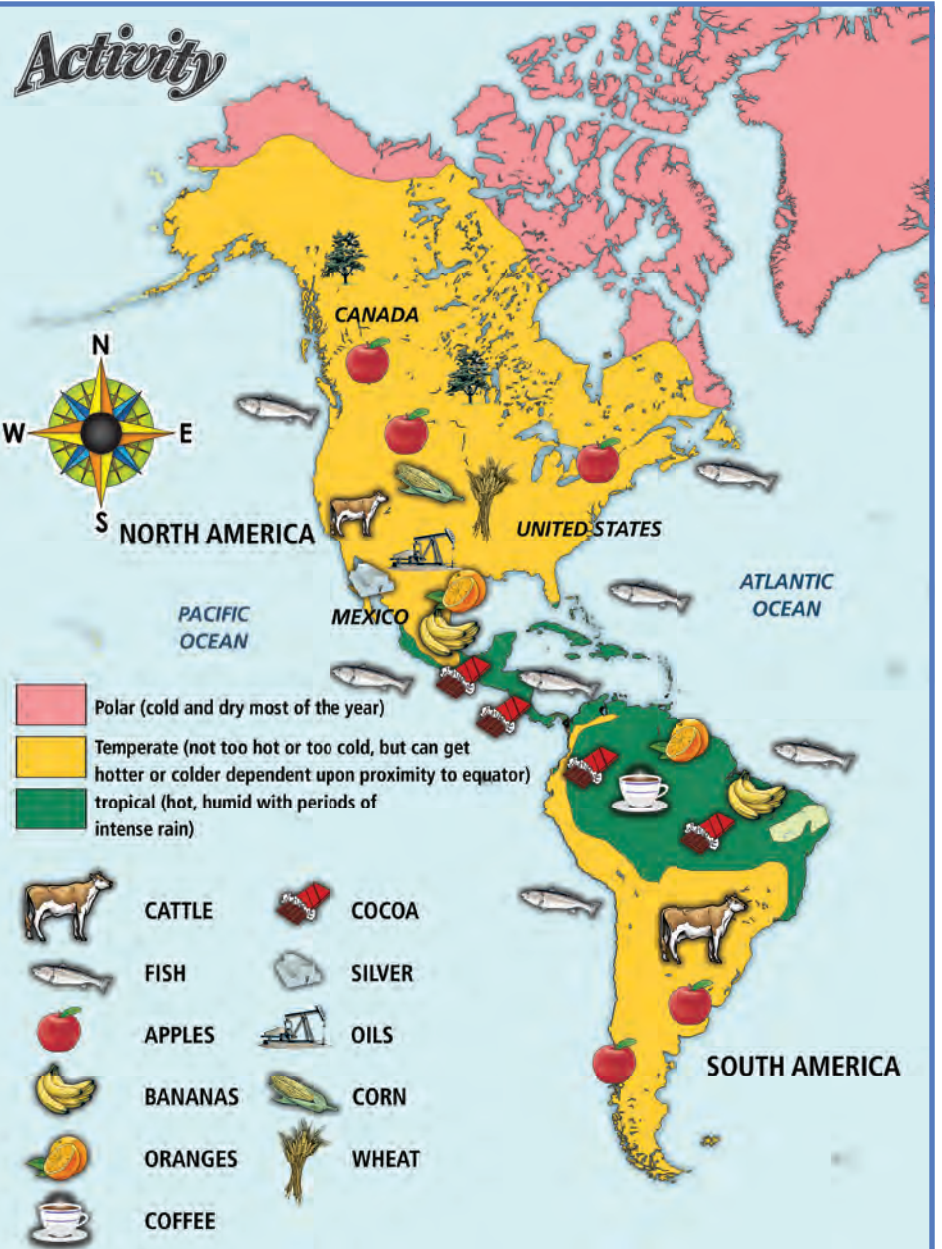 Activity
CANADA
N
W E
S
NORTH AMERICA
UNITED STATES
ATLANTIC
OCEAN
PACIFIC
OCEAN
MEXICO
Polar (cold and dry most of the year)
Temperate (not too hot or too cold, but can get
hotter or colder dependent upon proximity to equator)
tropical (hot, humid with periods of
intense rain)
CATTLE
COCOA
FISH
SILVER
APPLES
OILS
BANANAS
CORN
ORANGES
WHEAT
COFFEE
SOUTH AMERICA